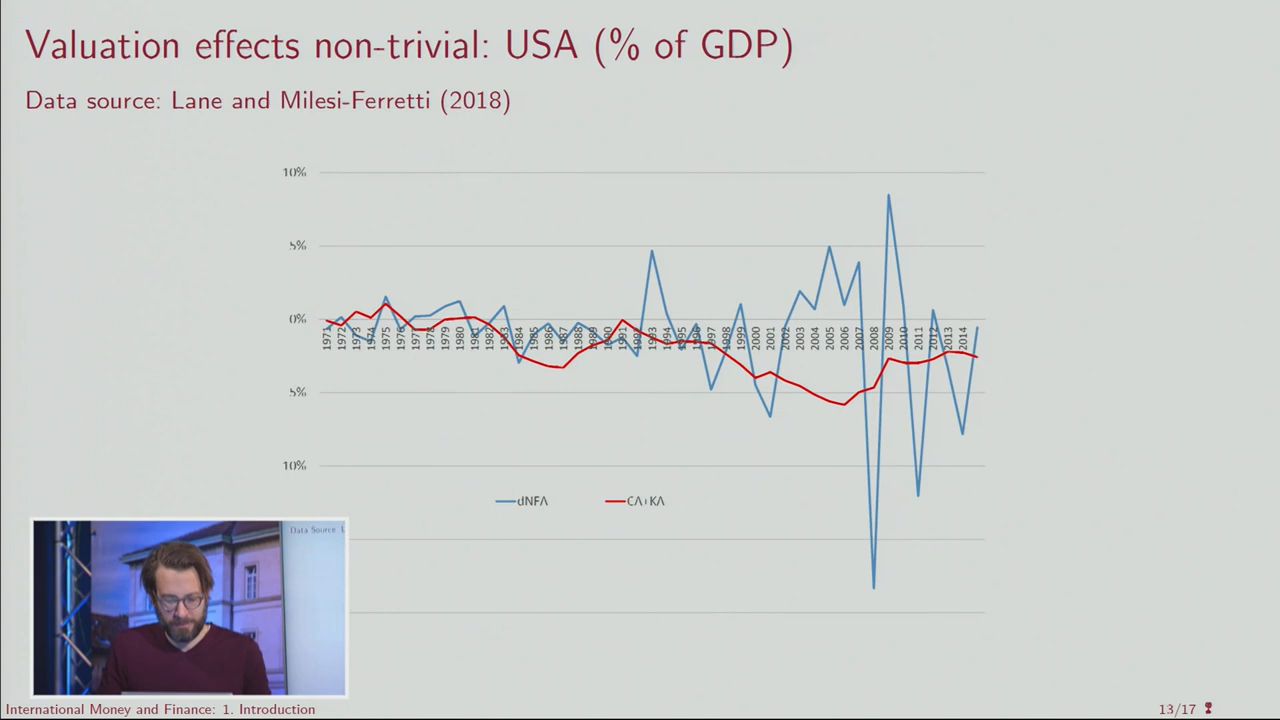 Valuation effects non-trivial: USA (% of GDP)
Data source: Lane and Milesi-Ferretti (2018)
10%
5%
0%
1971 1972 1973 1974 1975 1976 1977 1978 1979 1980 1981 1982 1983 1984 1985 1986 1987 1988 1989 1990 1991 1992 1993 1994 1995 1996 1997 1998 1999 2000 2001 2002 2003 2004 2005 2006 2007 2008 2009 2010 2011 2012 2013 2014
5%
10%
dNFA CA+KA
Data Source: L
International Money and Finance: 1. Introduction 13/17